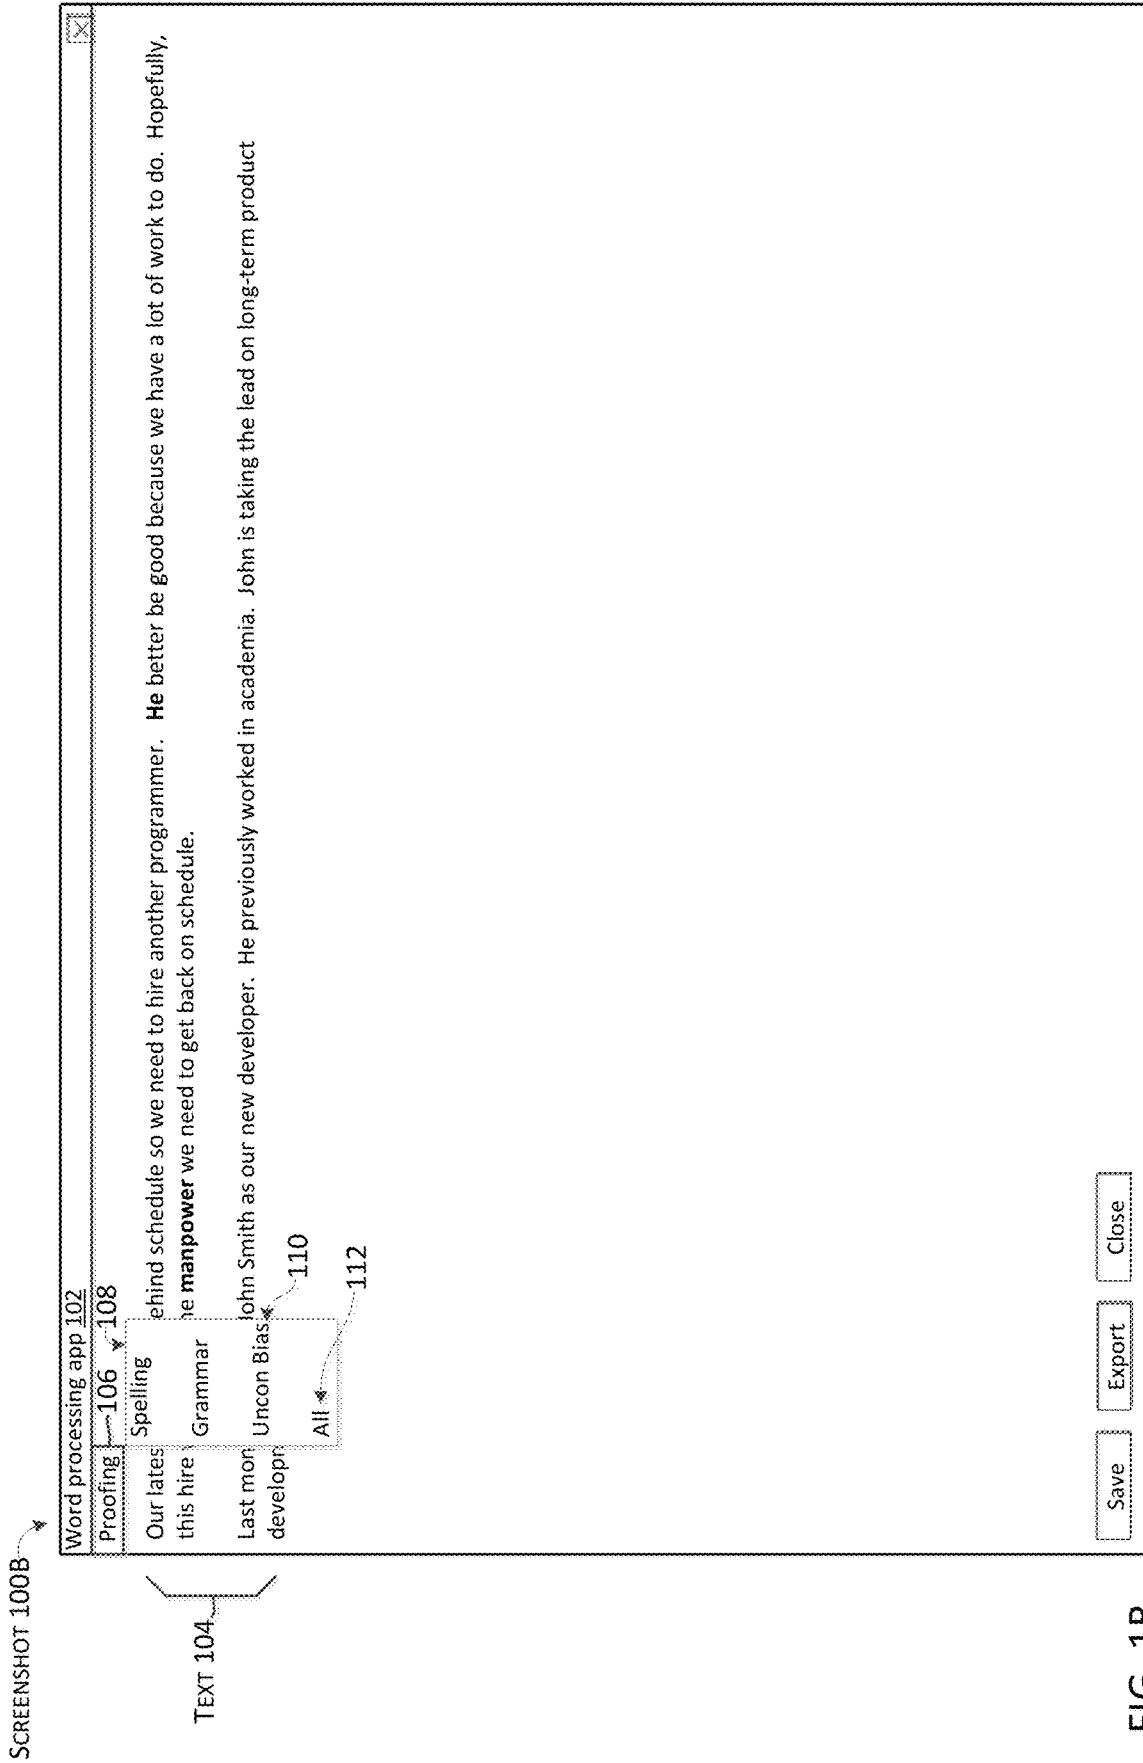 SCREENSHOT 100B
Word processing app 102
Proofing 106 108
Our lates ehind schedule so we need to hire another programmer. He better be good because we have a lot of work to do. Hopefully,
this hire he manpower we need to get back on schedule.
Last mon John Smith as our new developer. He previously worked in academia. John is taking the lead on long-term product
developr
Spelling
Grammar
Uncon Bias
All
110
112
TEXT 104
Save Export Close
FIG. 1B